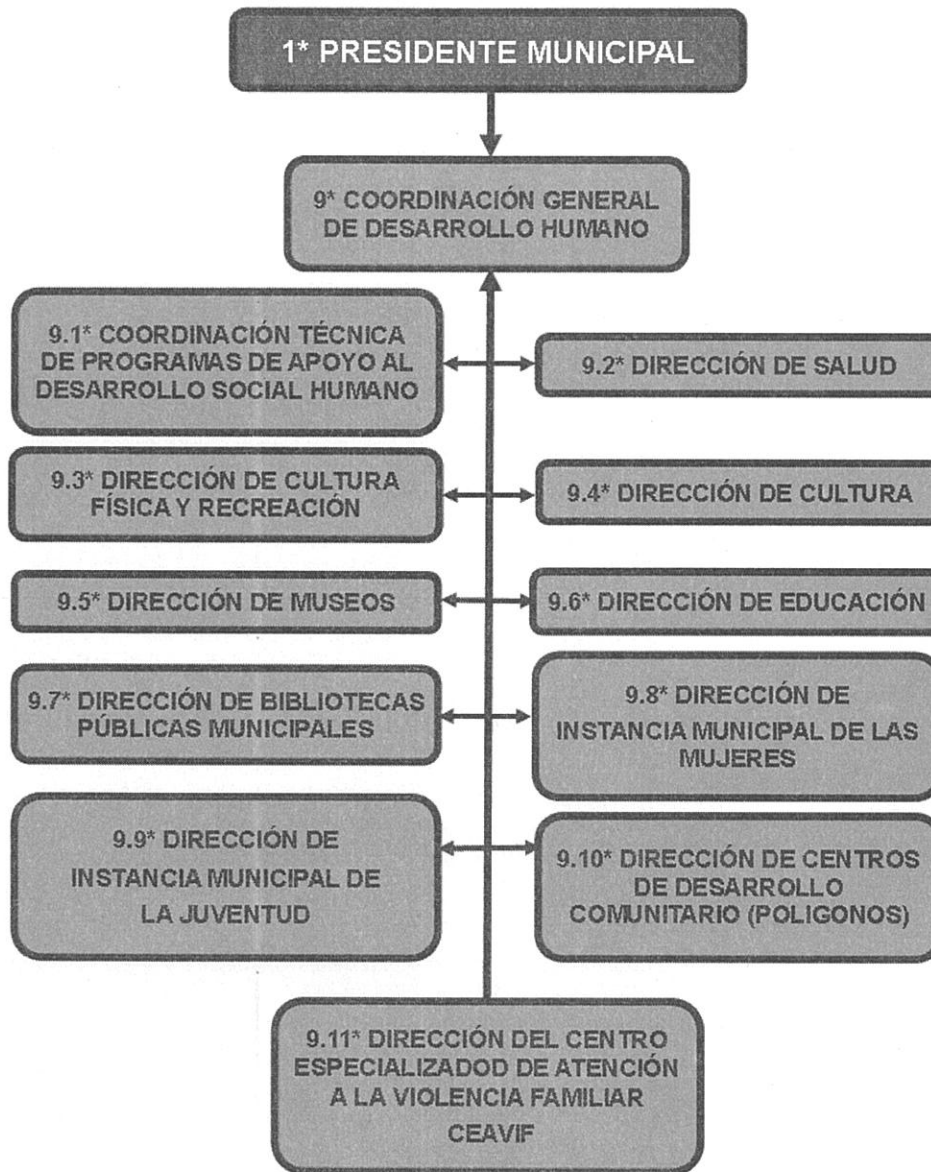 1* PRESIDENTE MUNICIPAL
9* COORDINACIÓN GENERAL
DE DESARROLLO HUMANO
9.1* COORDINACIÓN TÉCNICA
DE PROGRAMAS DE APOYO AL
DESARROLLO SOCIAL HUMANO
9.2* DIRECCIÓN DE SALUD
9.3* DIRECCIÓN DE CULTURA
FÍSICA Y RECREACIÓN
9.4* DIRECCIÓN DE CULTURA
9.5* DIRECCIÓN DE MUSEOS
9.6* DIRECCIÓN DE EDUCACIÓN
9.7* DIRECCIÓN DE BIBLIOTECAS
PÚBLICAS MUNICIPALES
9.8* DIRECCIÓN DE
INSTANCIA MUNICIPAL DE LAS
MUJERES
9.9* DIRECCIÓN DE
INSTANCIA MUNICIPAL DE
LA JUVENTUD
9.10* DIRECCIÓN DE CENTROS
DE DESARROLLO
COMUNITARIO (POLIGONOS)
9.11* DIRECCIÓN DEL CENTRO
ESPECIALIZADOD DE ATENCIÓN
A LA VIOLENCIA FAMILIAR
CEAVIF